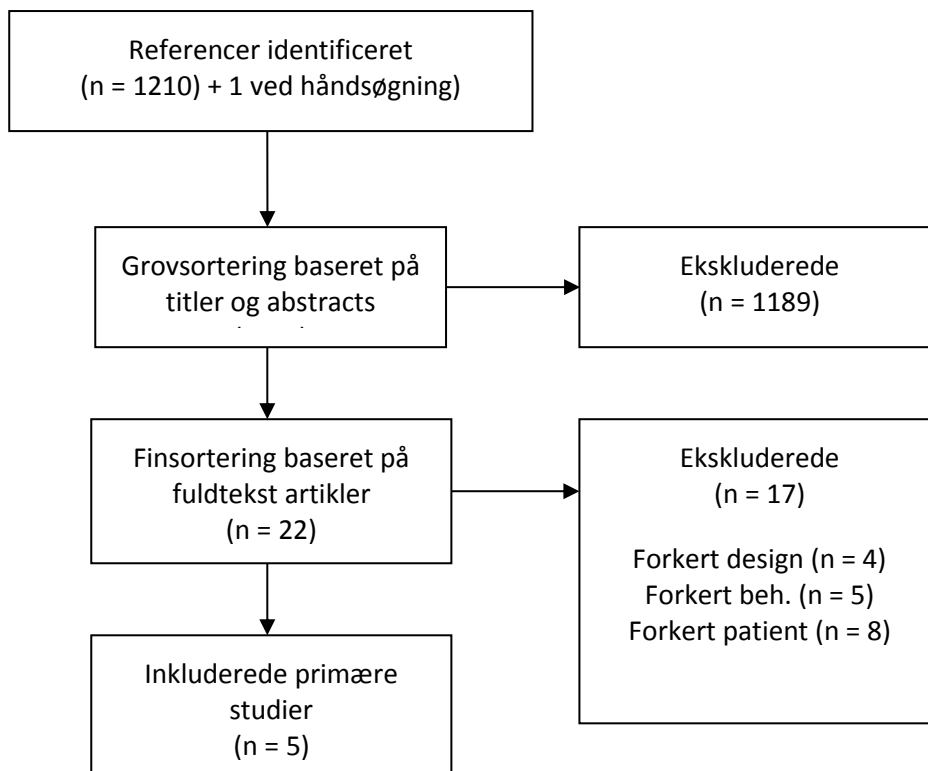 Referencer identificeret
(n = 1210) + 1 ved håndsøgning)
Grovsortering baseret på
titler og abstracts
Ekskluderede
(n = 1189)
Finsortering baseret på
fuldtekst artikler
(n = 22)
Ekskluderede
(n = 17)
Forkert design (n = 4)
Forkert beh. (n = 5)
Forkert patient (n = 8)
Inkluderede primære
studier
(n = 5)